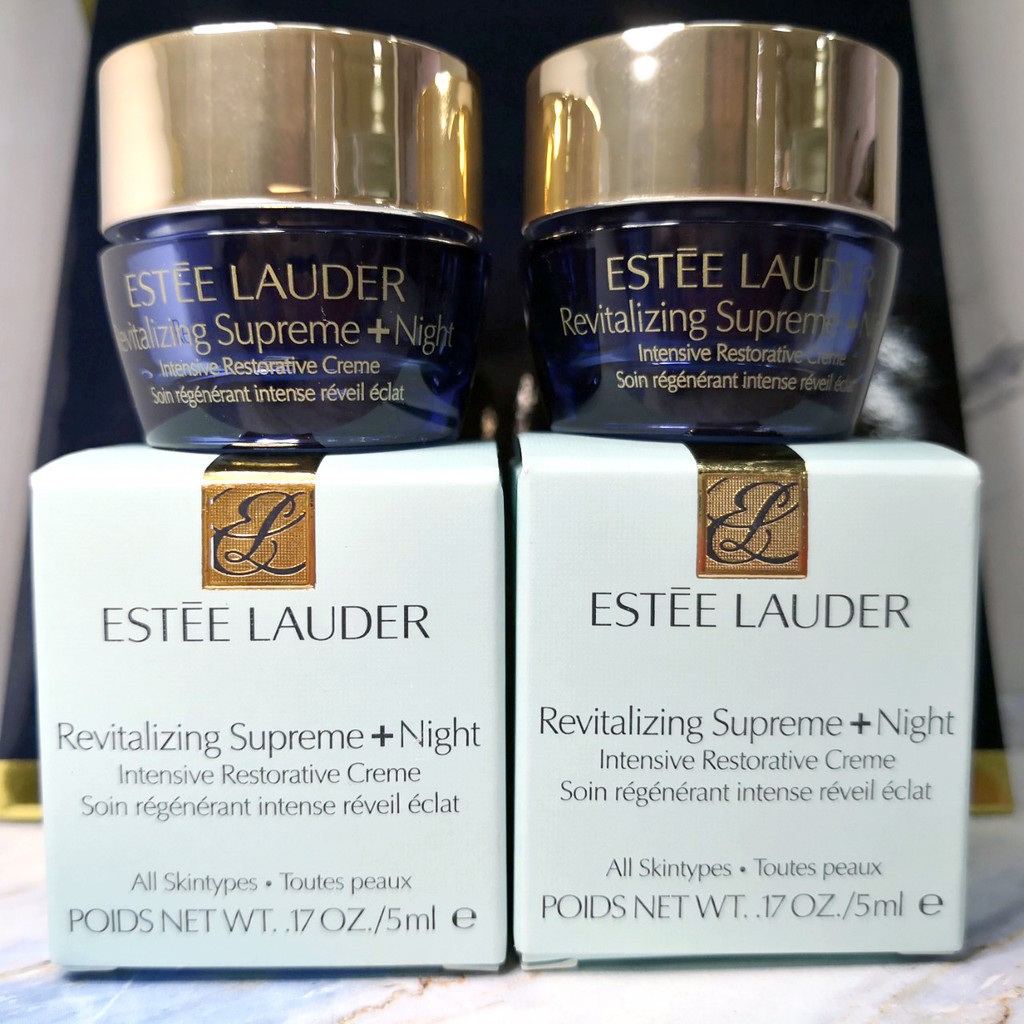 ESTĒE LAUDER
Revitalizing Supreme + Night
Intensive Restorative Creme
Soin régénérant intense réveil éclat
ESTĒE LAUDER
Revitalizing Supreme + N
Intensive Restorative Creme
Soin régénérant intense réveil éclat
EL
ESTĒE LAUDER
Revitalizing Supreme + Night
Intensive Restorative Creme
Soin régénérant intense réveil éclat
All Skintypes • Toutes peaux
POIDS NET WT. .17 OZ./5ml e
EL
ESTĒE LAUDER
Revitalizing Supreme + Night
Intensive Restorative Creme
Soin régénérant intense réveil éclat
All Skintypes • Toutes peaux
POIDS NET WT. .17 OZ./5ml e